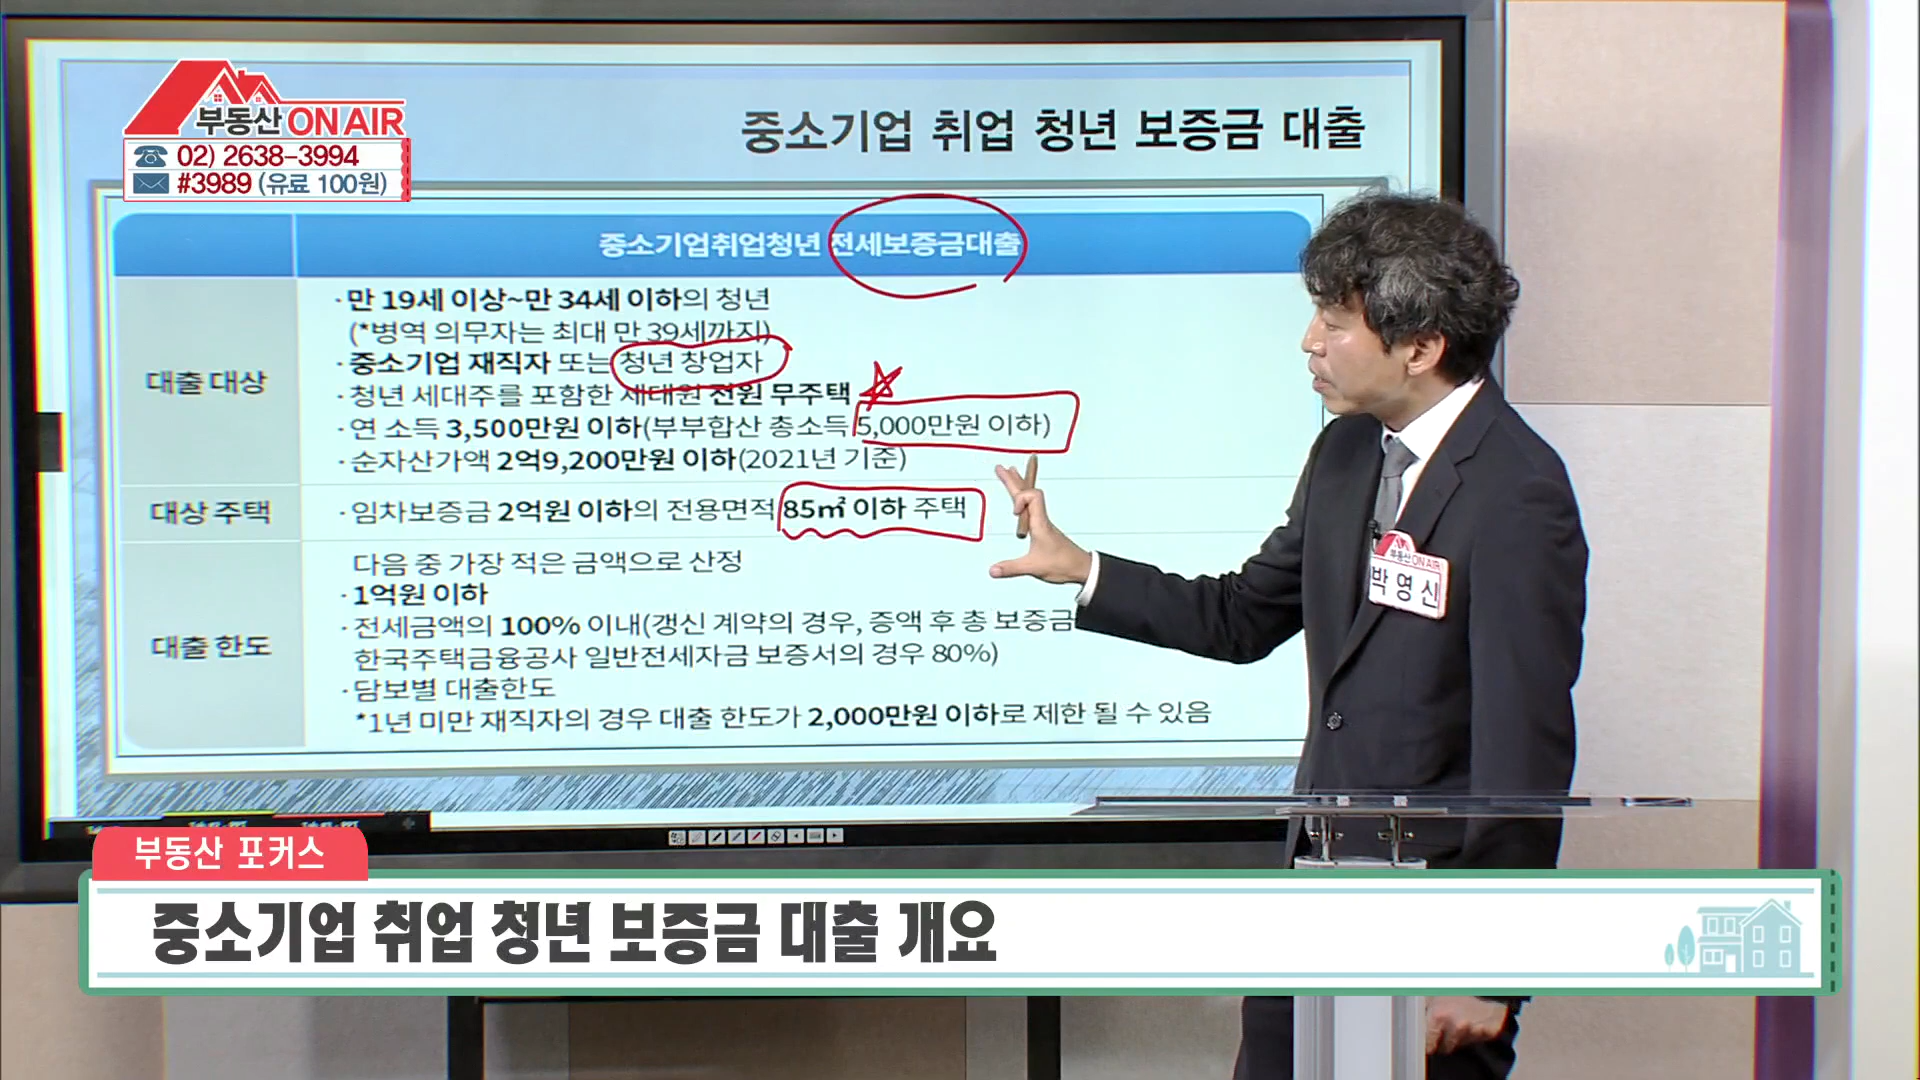 부동산 ON AIR
02) 2638-3994
#3989 (유료 100원)
중소기업 취업 청년 보증금 대출
중소기업취업청년 전세보증금대출
대출 대상
·만 19세 이상~만 34세 이하의 청년
(*병역 의무자는 최대 만 39세까지)
·중소기업 재직자 또는 청년 창업자
·청년 세대주를 포함한 세대원 전원 무주택
·연 소득 3,500만원 이하(부부합산 총소득 5,000만원 이하)
·순자산가액 2억9,200만원 이하(2021년 기준)
대상 주택
·임차보증금 2억원 이하의 전용면적 85㎡ 이하 주택
대출 한도
다음 중 가장 적은 금액으로 산정
·1억원 이하
·전세금액의 100% 이내(갱신 계약의 경우, 증액 후 총 보증금
한국주택금융공사 일반전세자금 보증서의 경우 80%)
·담보별 대출한도
*1년 미만 재직자의 경우 대출 한도가 2,000만원 이하로 제한 될 수 있음
부동산 ON AIR
박영신
부동산 포커스
중소기업 취업 청년 보증금 대출 개요